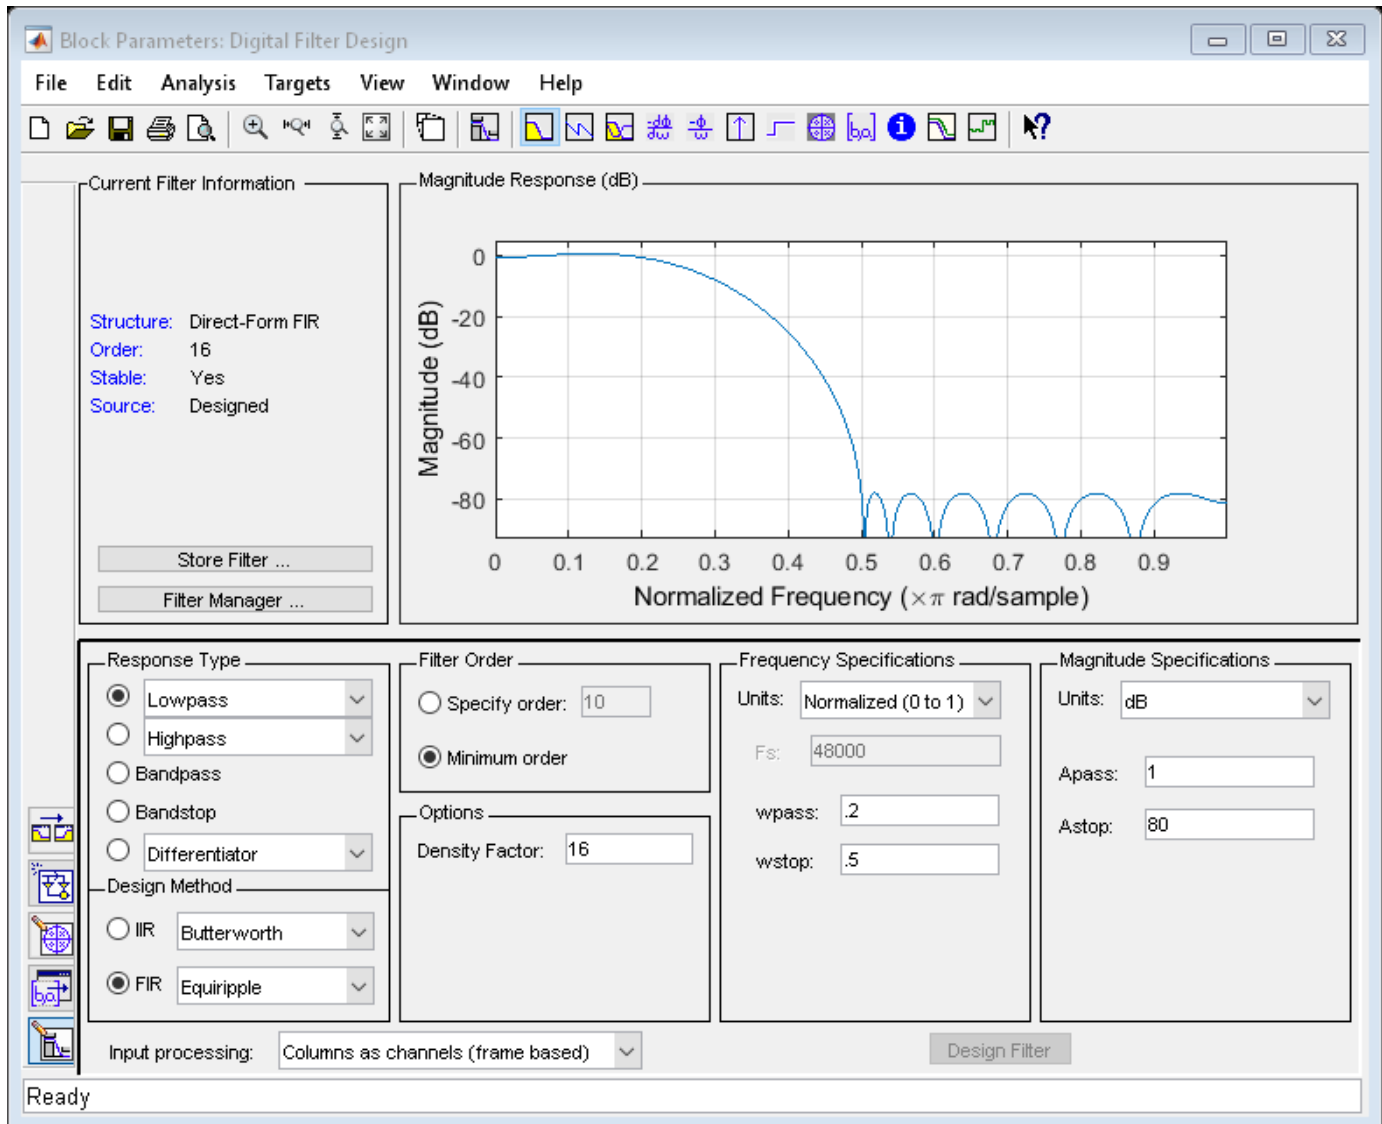 Block Parameters: Digital Filter Design
File Edit Analysis Targets View Window Help
Current Filter Information
Structure: Direct-Form FIR
Order: 16
Stable: Yes
Source: Designed
Store Filter ...
Filter Manager ...
Magnitude Response (dB)
Magnitude (dB)
0
-20
-40
-60
-80
0 0.1 0.2 0.3 0.4 0.5 0.6 0.7 0.8 0.9
Normalized Frequency (×π rad/sample)
Response Type
Lowpass
Highpass
Bandpass
Bandstop
Differentiator
Design Method
IIR Butterworth
FIR Equiripple
Filter Order
Specify order: 10
Minimum order
Options
Density Factor: 16
Frequency Specifications
Units: Normalized (0 to 1)
Fs: 48000
wpass: .2
wstop: .5
Magnitude Specifications
Units: dB
Apass: 1
Astop: 80
Input processing: Columns as channels (frame based)
Design Filter
Ready